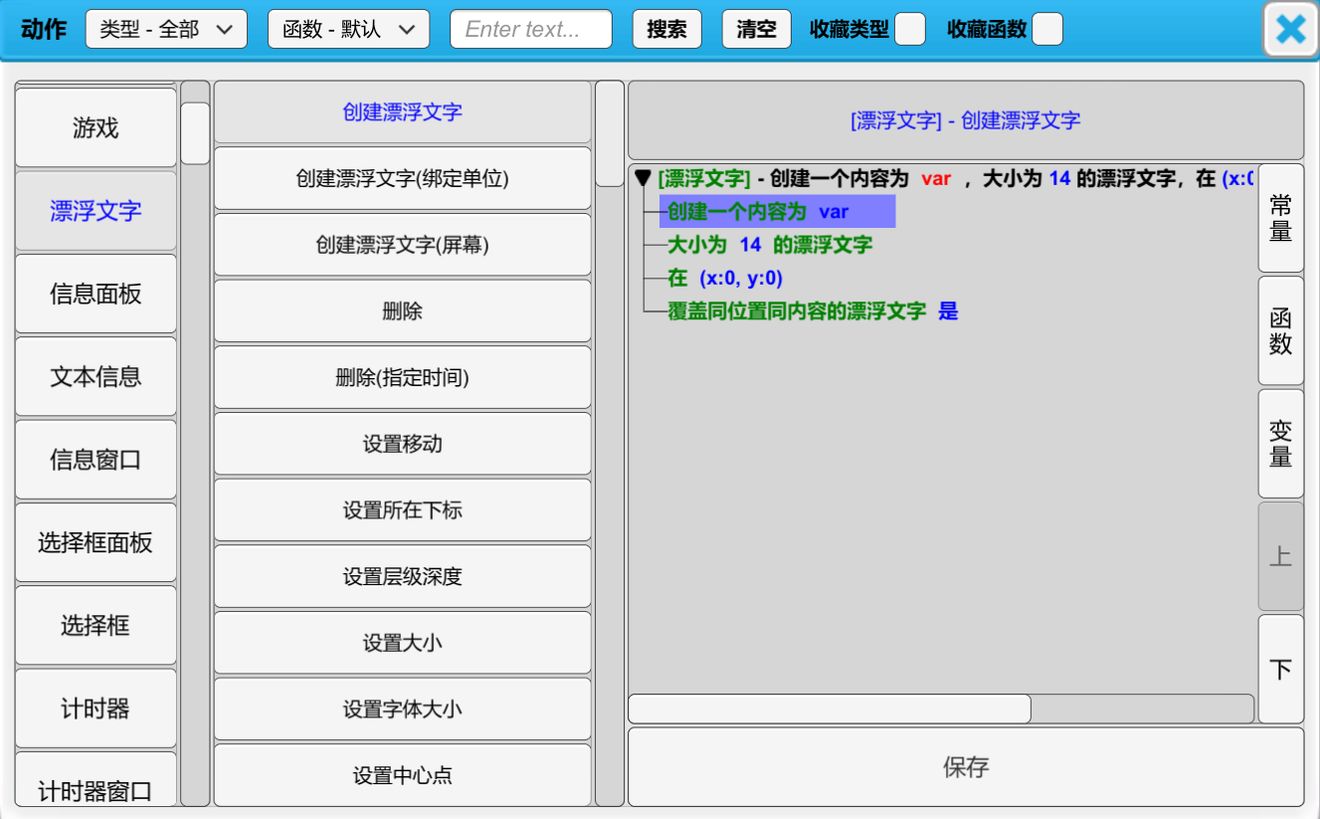 动作 类型 - 全部 函数 - 默认 Enter text... 搜索 清空 收藏类型 收藏函数
游戏
漂浮文字
信息面板
文本信息
信息窗口
选择框面板
选择框
计时器
计时器窗口
创建漂浮文字
创建漂浮文字(绑定单位)
创建漂浮文字(屏幕)
删除
删除(指定时间)
设置移动
设置所在下标
设置层级深度
设置大小
设置字体大小
设置中心点
[漂浮文字] - 创建漂浮文字
[漂浮文字] - 创建一个内容为 var ，大小为 14 的漂浮文字，在 (x:0
创建一个内容为 var
大小为 14 的漂浮文字
在 (x:0, y:0)
覆盖同位置同内容的漂浮文字 是
常量
函数
变量
上
下
保存